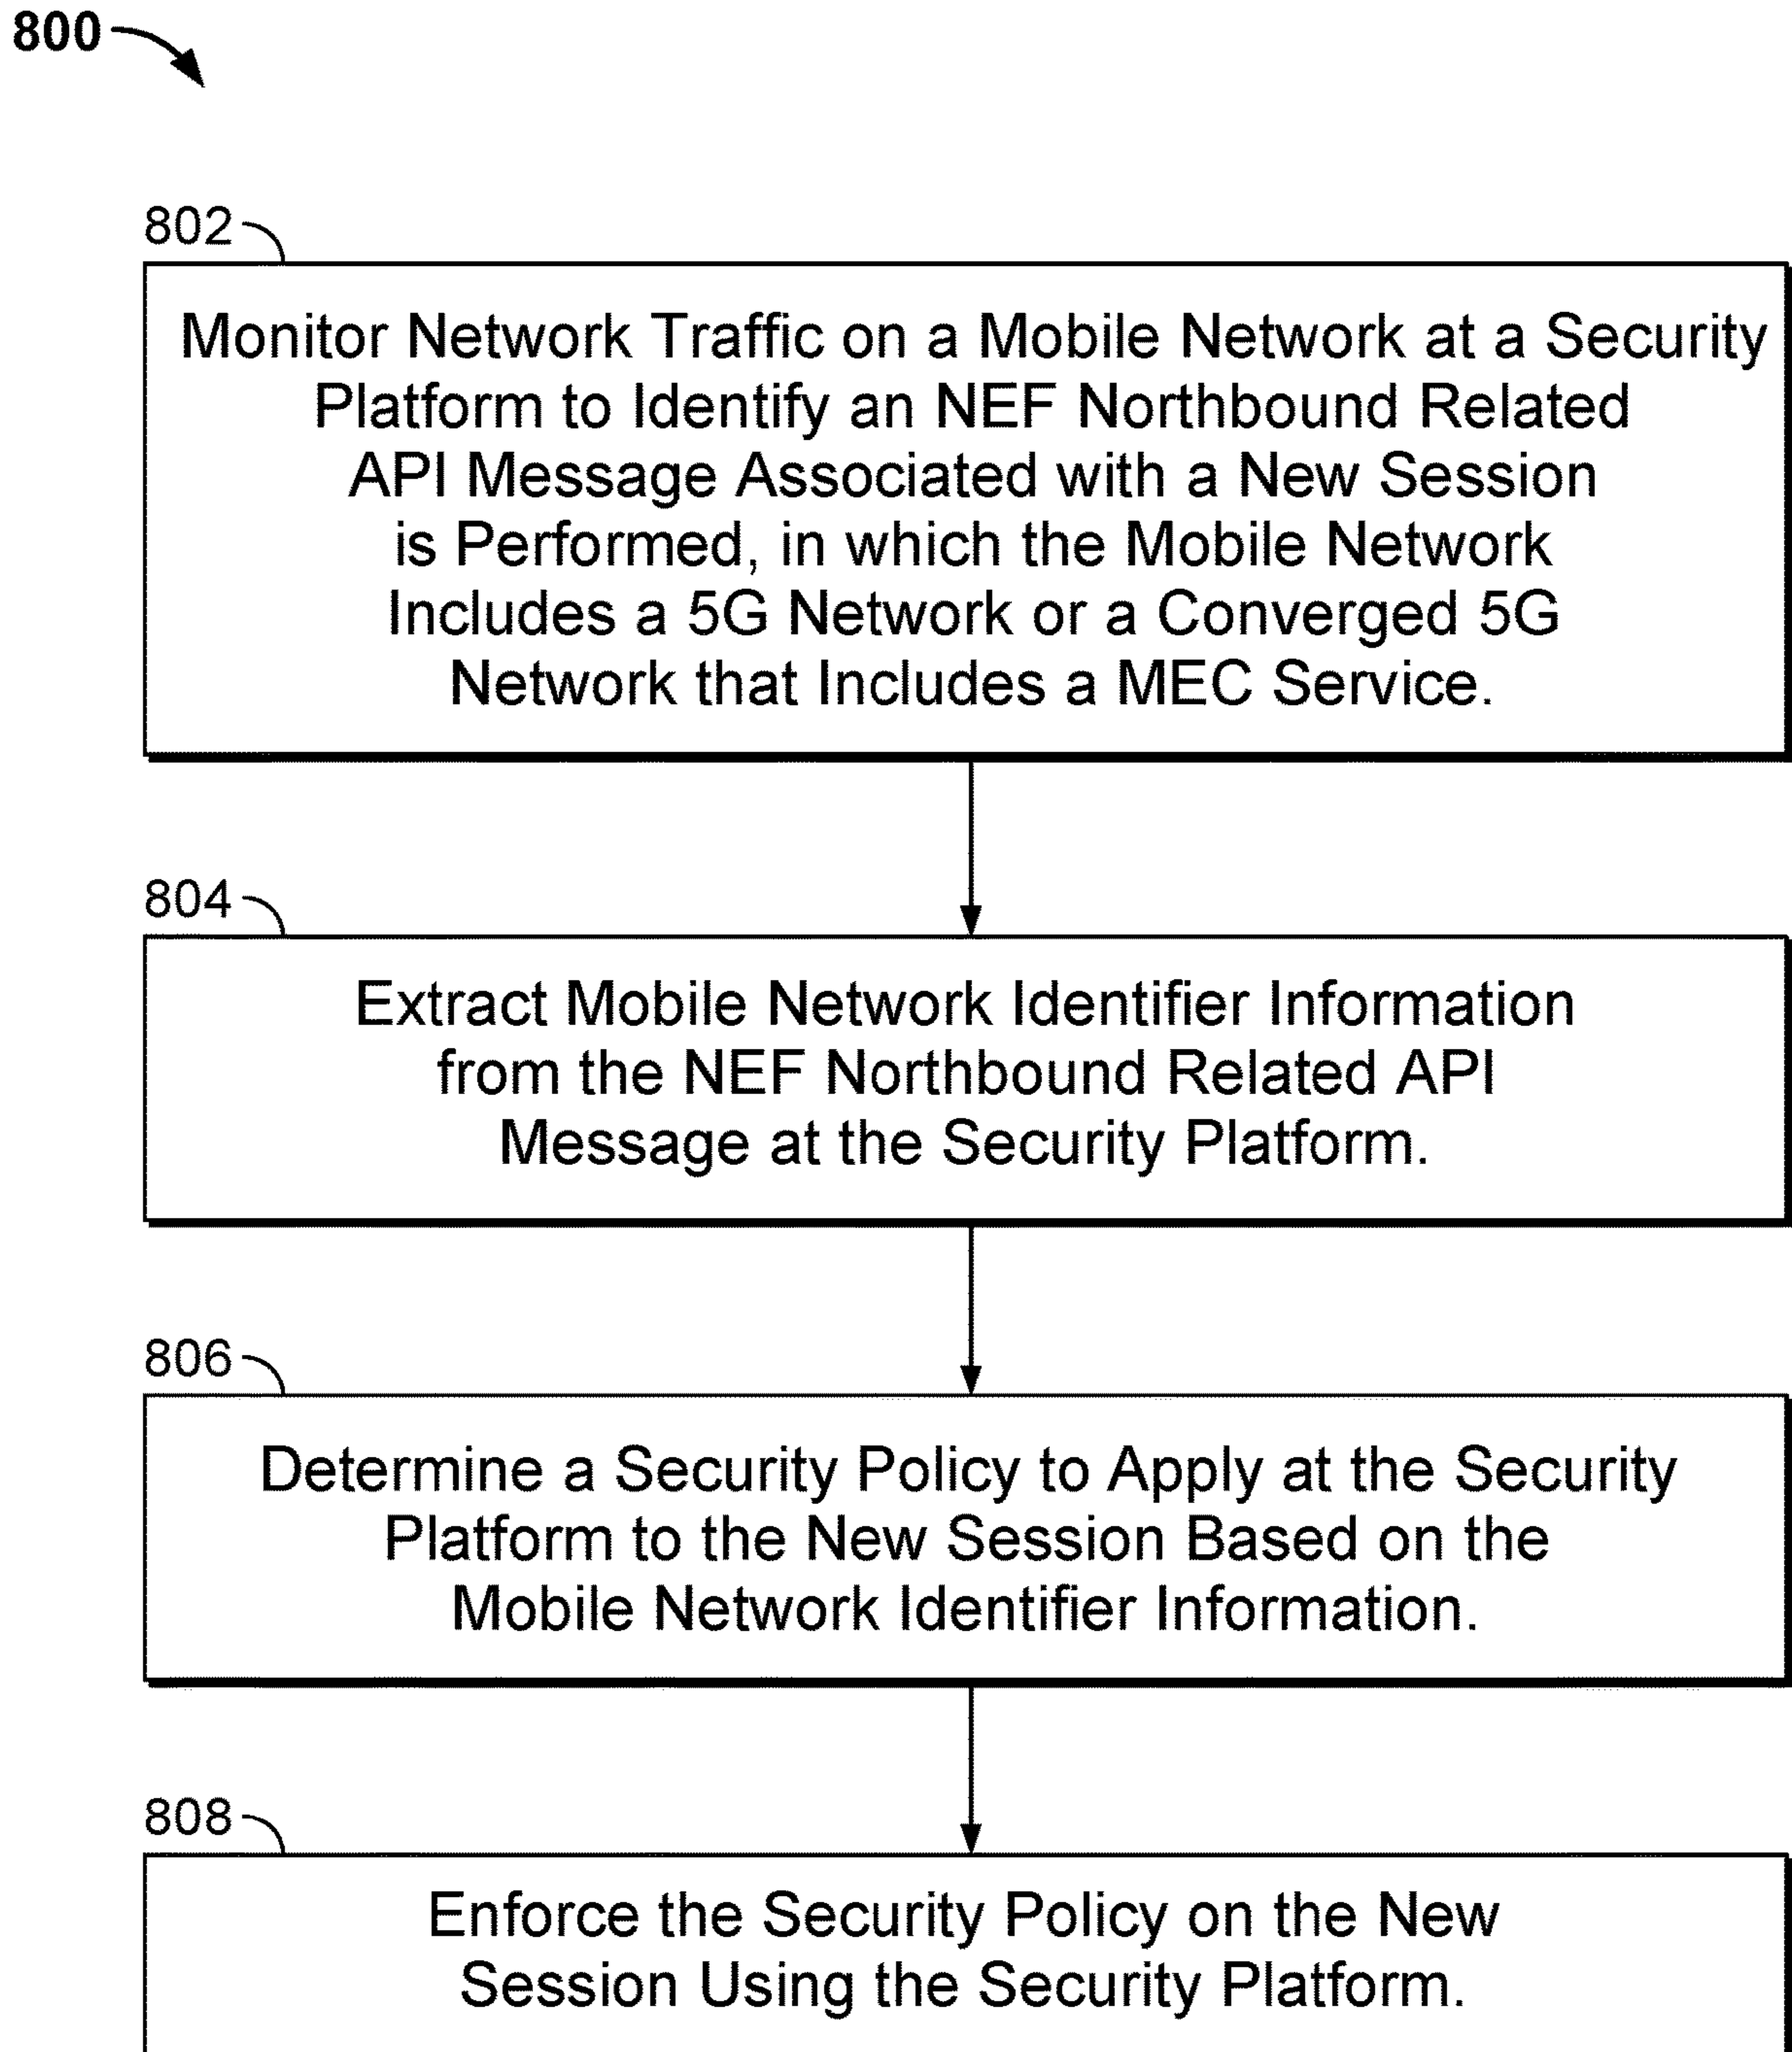 800
802
Monitor Network Traffic on a Mobile Network at a Security
Platform to Identify an NEF Northbound Related
API Message Associated with a New Session
is Performed, in which the Mobile Network
Includes a 5G Network or a Converged 5G
Network that Includes a MEC Service.
804
Extract Mobile Network Identifier Information
from the NEF Northbound Related API
Message at the Security Platform.
806
Determine a Security Policy to Apply at the Security
Platform to the New Session Based on the
Mobile Network Identifier Information.
808
Enforce the Security Policy on the New
Session Using the Security Platform.